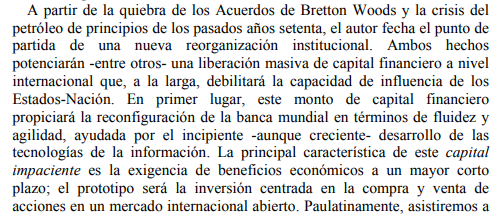 A partir de la quiebra de los Acuerdos de Bretton Woods y la crisis del
petróleo de principios de los pasados años setenta, el autor fecha el punto de
partida de una nueva reorganización institucional. Ambos hechos
potenciarán -entre otros- una liberación masiva de capital financiero a nivel
internacional que, a la larga, debilitará la capacidad de influencia de los
Estados-Nación. En primer lugar, este monto de capital financiero
propiciará la reconfiguración de la banca mundial en términos de fluidez y
agilidad, ayudada por el incipiente -aunque creciente- desarrollo de las
tecnologías de la información. La principal característica de este capital
impaciente es la exigencia de beneficios económicos a un mayor corto
plazo; el prototipo será la inversión centrada en la compra y venta de
acciones en un mercado internacional abierto. Paulatinamente, asistiremos a